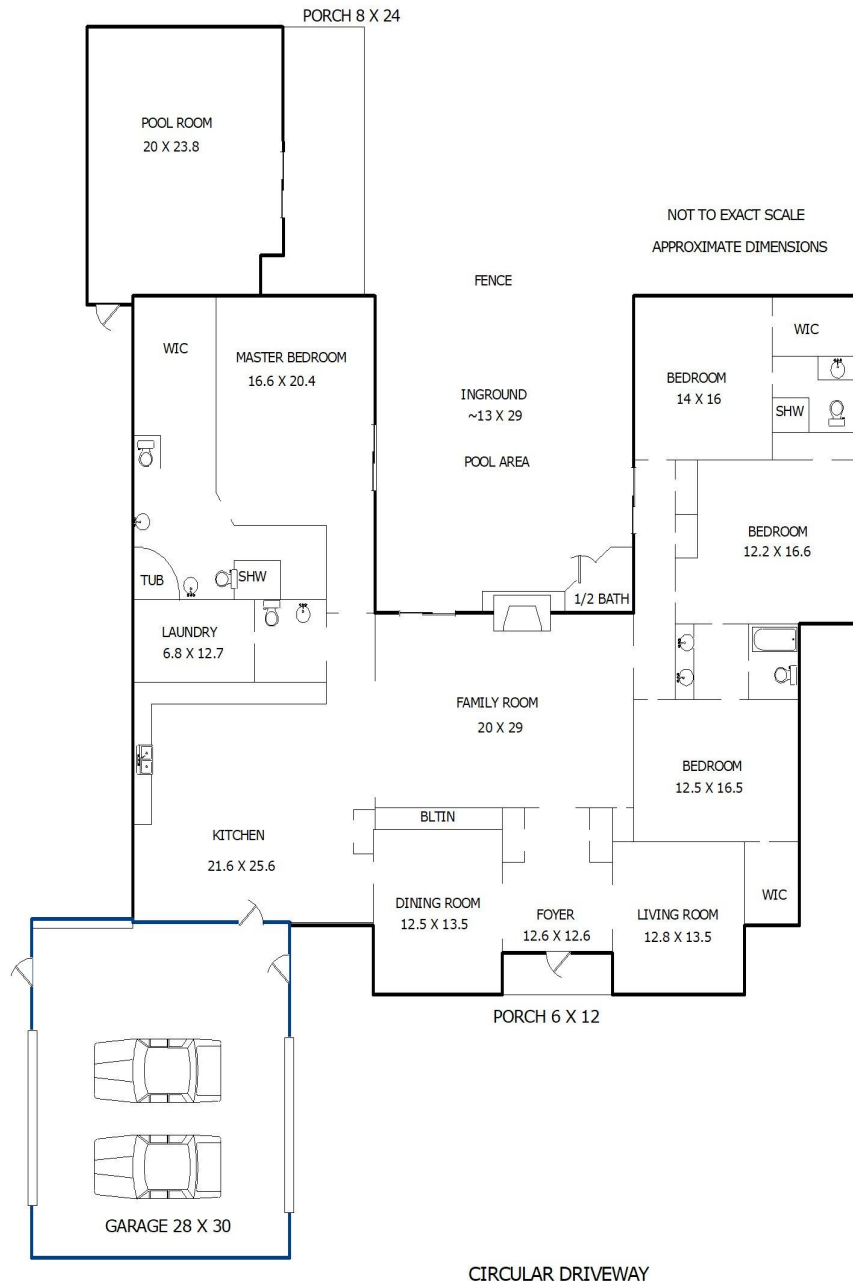 PORCH 8 X 24
POOL ROOM
20 X 23.8
NOT TO EXACT SCALE
APPROXIMATE DIMENSIONS
FENCE
WIC
MASTER BEDROOM
16.6 X 20.4
INGROUND
~13 X 29
POOL AREA
BEDROOM
14 X 16
WIC
SHW
BEDROOM
12.2 X 16.6
TUB
SHW
1/2 BATH
LAUNDRY
6.8 X 12.7
FAMILY ROOM
20 X 29
BEDROOM
12.5 X 16.5
BLTIN
KITCHEN
21.6 X 25.6
DINING ROOM
12.5 X 13.5
FOYER
12.6 X 12.6
LIVING ROOM
12.8 X 13.5
WIC
PORCH 6 X 12
GARAGE 28 X 30
CIRCULAR DRIVEWAY